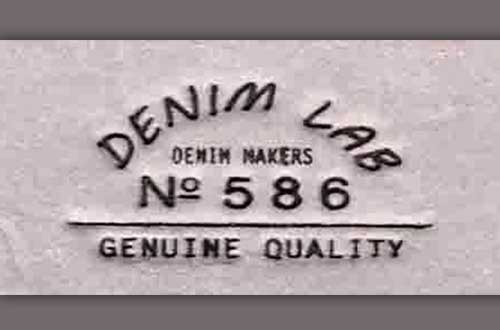 DENIM LAB
DENIM MAKERS
Nº 586
GENUINE QUALITY